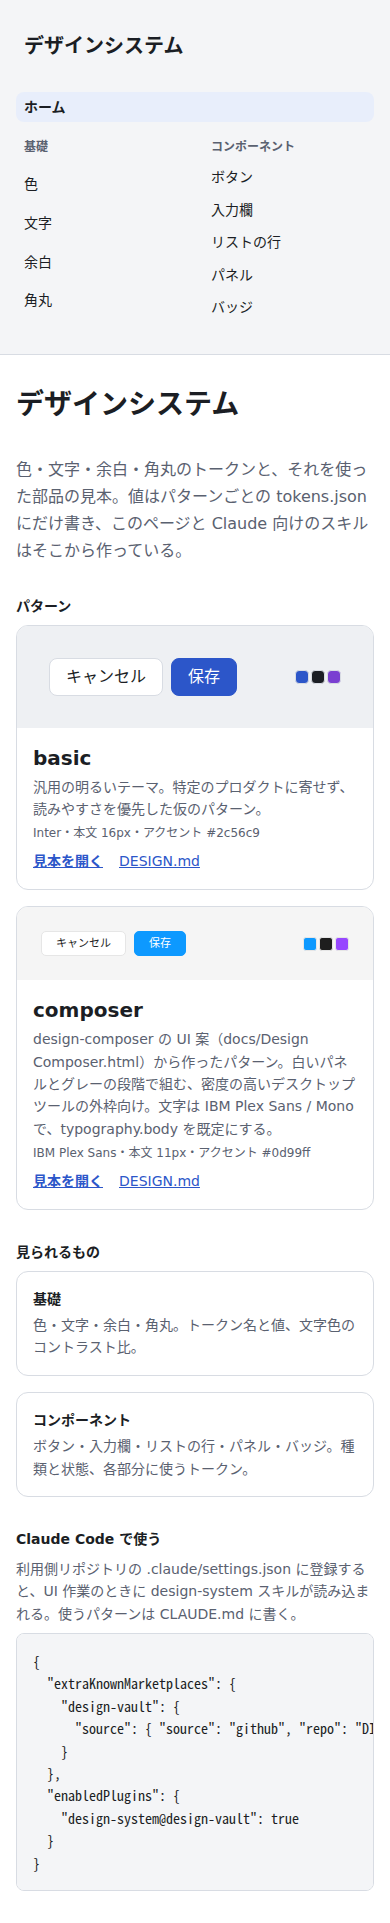 デザインシステム
ホーム
基礎
色
文字
余白
角丸
コンポーネント
ボタン
入力欄
リストの行
パネル
バッジ
デザインシステム
色・文字・余白・角丸のトークンと、それを使っ
た部品の見本。値はパターンごとの tokens.json
にだけ書き、このページと Claude 向けのスキル
はそこから作っている。
パターン
キャンセル 保存
basic
汎用の明るいテーマ。特定のプロダクトに寄せず、
読みやすさを優先した仮のパターン。
Inter・本文 16px・アクセント #2c56c9
見本を開く DESIGN.md
キャンセル 保存
composer
design-composer の UI 案（docs/Design
Composer.html）から作ったパターン。白いパネ
ルとグレーの段階で組む、密度の高いデスクトップ
ツールの外枠向け。文字は IBM Plex Sans / Mono
で、typography.body を既定にする。
IBM Plex Sans・本文 11px・アクセント #0d99ff
見本を開く DESIGN.md
見られるもの
基礎
色・文字・余白・角丸。トークン名と値、文字色の
コントラスト比。
コンポーネント
ボタン・入力欄・リストの行・パネル・バッジ。種
類と状態、各部分に使うトークン。
Claude Code で使う
利用側リポジトリの .claude/settings.json に登録する
と、UI 作業のときに design-system スキルが読み込ま
れる。使うパターンは CLAUDE.md に書く。
{
"extraKnownMarketplaces": {
"design-vault": {
"source": { "source": "github", "repo":
}
},
"enabledPlugins": {
"design-system@design-vault": true
}
}